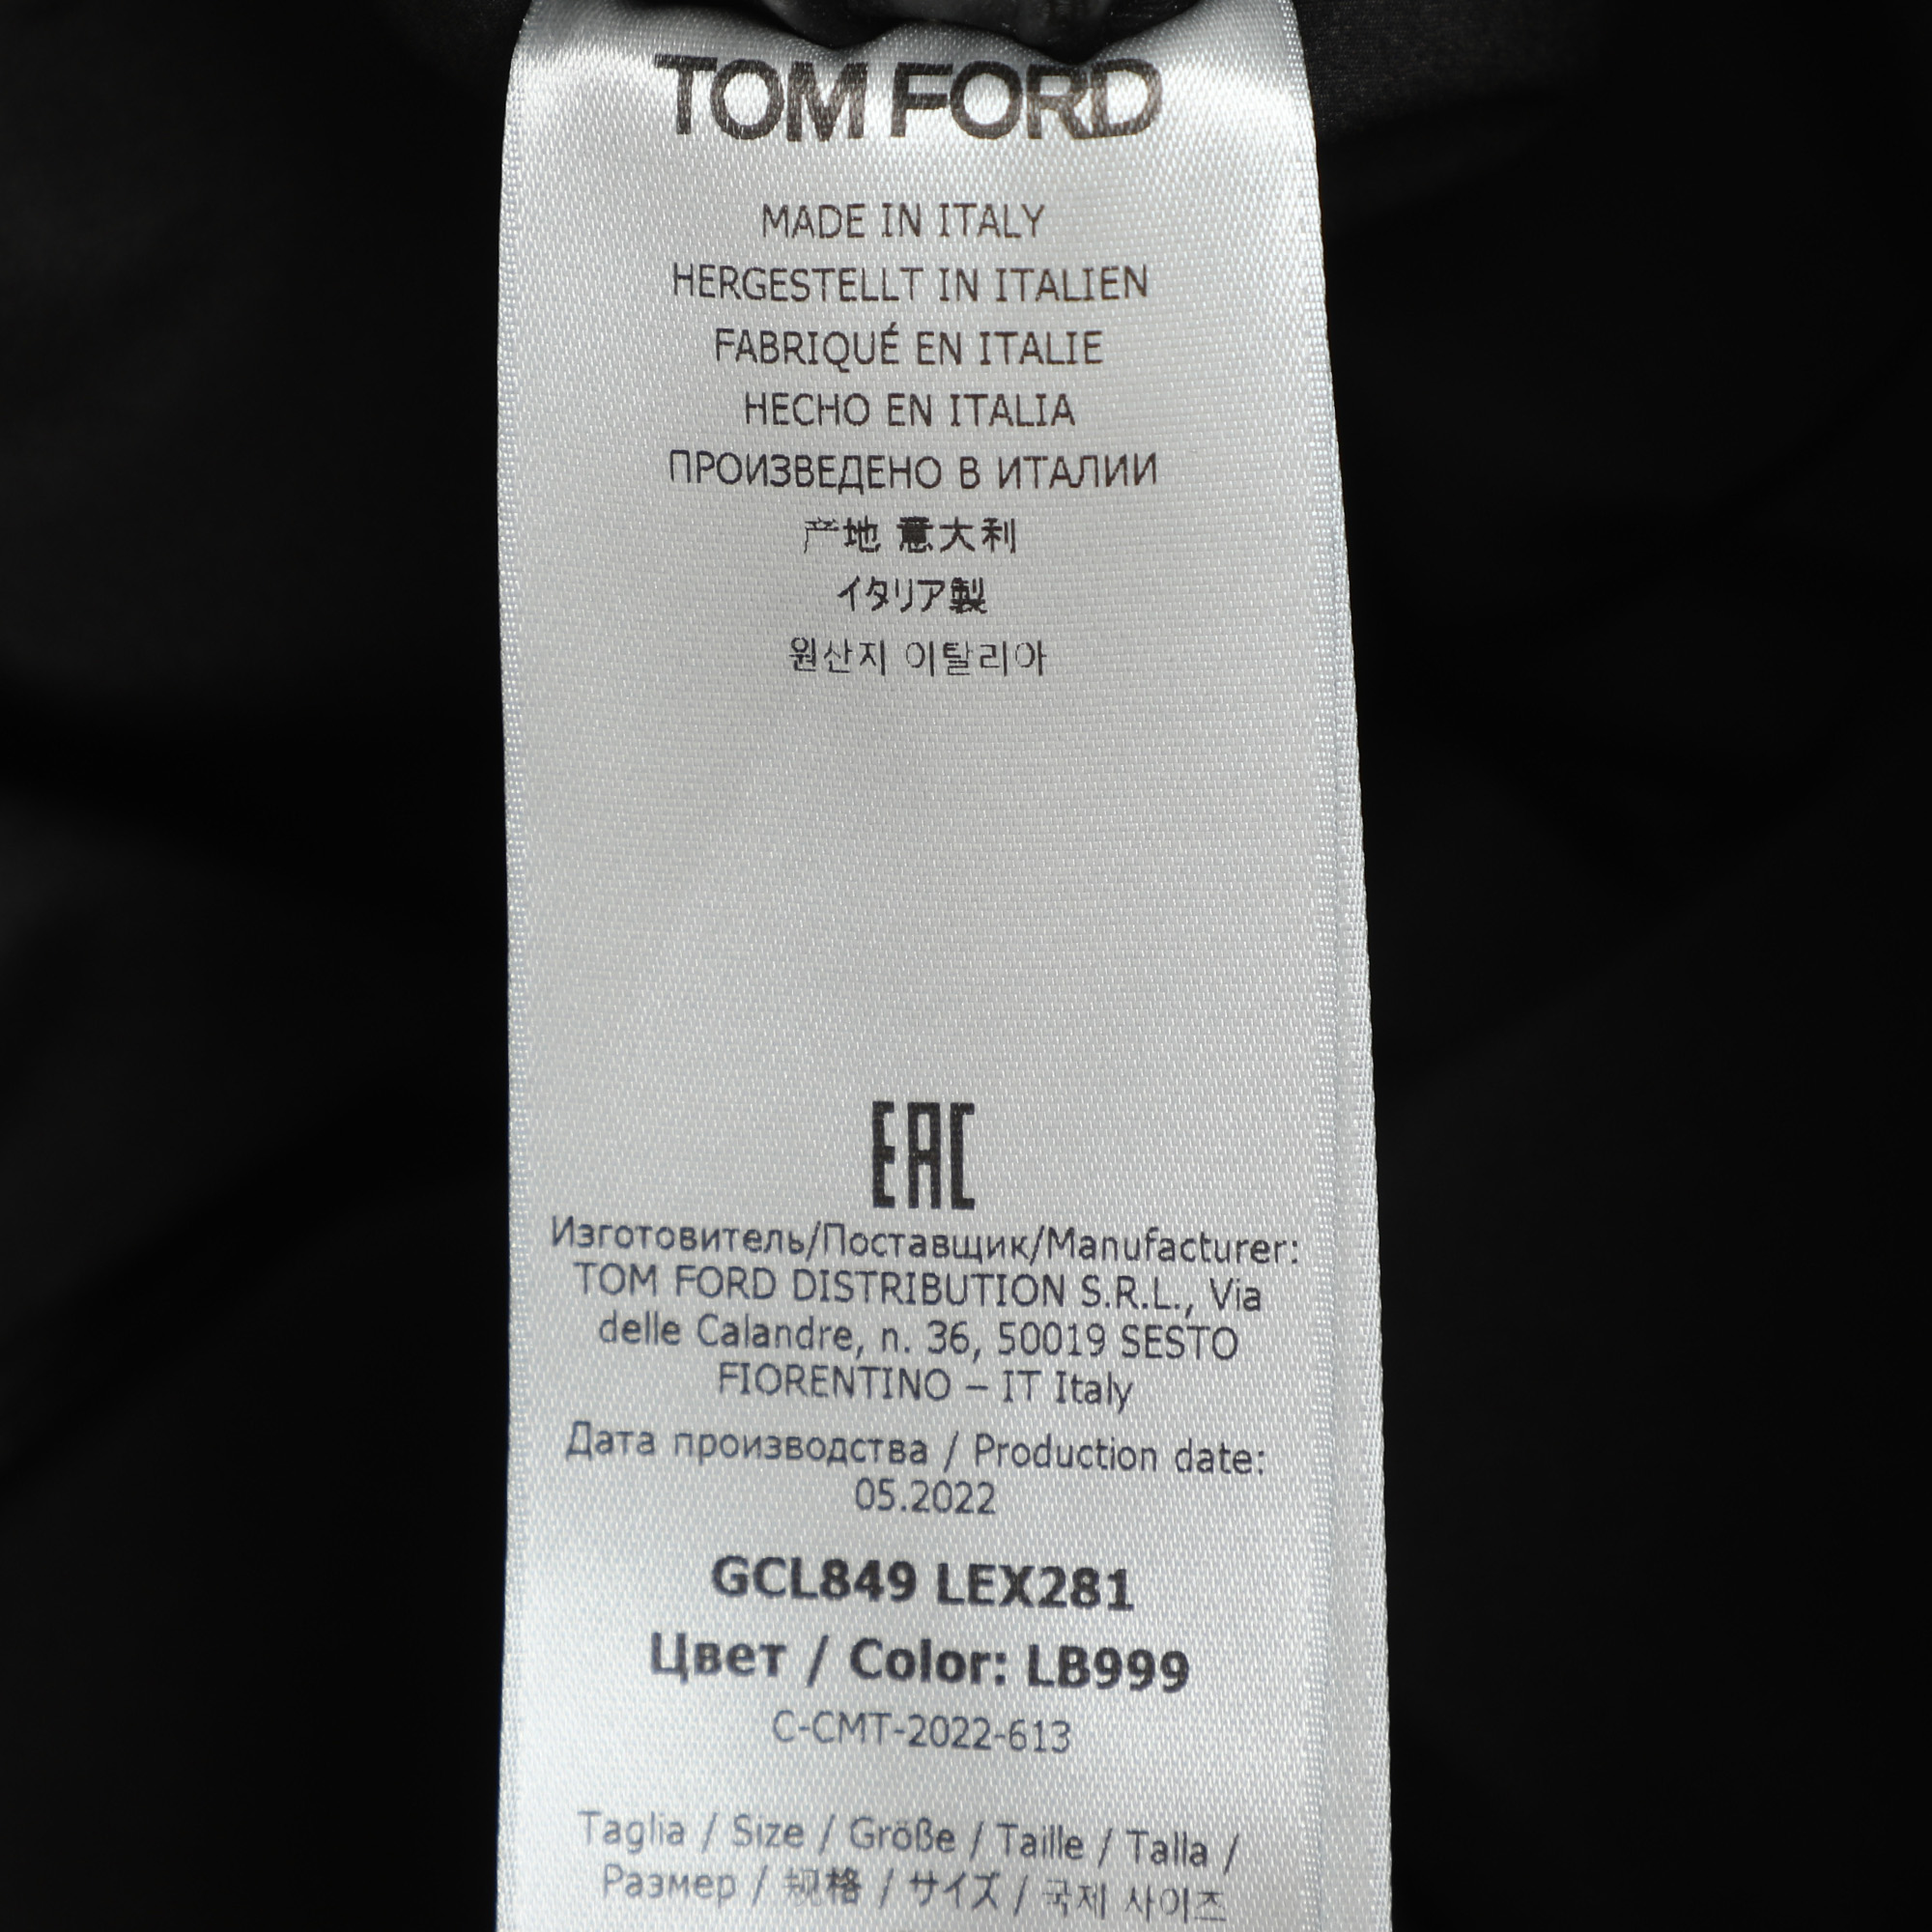 TOM FORD
MADE IN ITALY
HERGESTELLT IN ITALIEN
FABRIQUÉ EN ITALIE
HECHO EN ITALIA
ПРОИЗВЕДЕНО В ИТАЛИИ
产地 意大利
イタリア製
원산지 이탈리아
EAC
Изготовитель/Поставщик/Manufacturer:
TOM FORD DISTRIBUTION S.R.L., Via
delle Calandre, n. 36, 50019 SESTO
FIORENTINO – IT Italy
Дата производства / Production date:
05.2022
GCL849 LEX281
Цвет / Color: LB999
C-CMT-2022-613
Taglia / Size / Größe / Taille / Talla /
Размер / 规格 / サイズ / 국제 사이즈